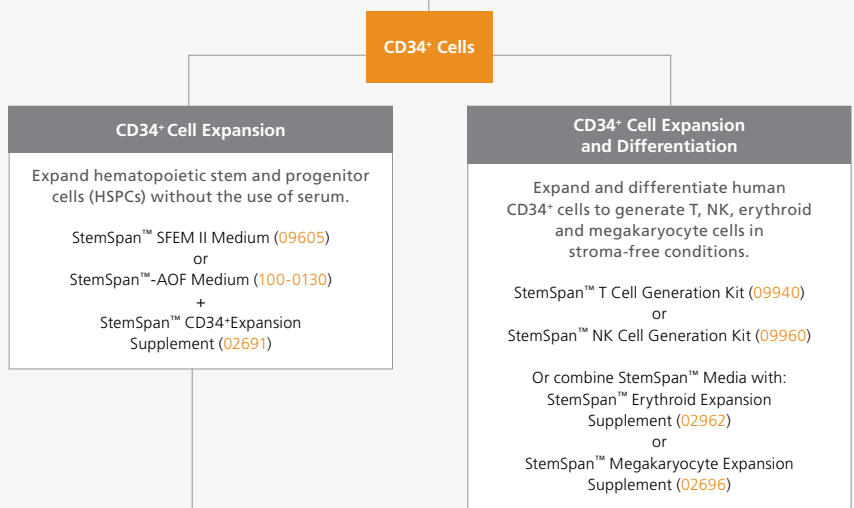 CD34⁺ Cells
CD34⁺ Cell Expansion
Expand hematopoietic stem and progenitor
cells (HSPCs) without the use of serum.
StemSpan™ SFEM II Medium (09605)
or
StemSpan™-AOF Medium (100-0130)
+
StemSpan™ CD34⁺Expansion
Supplement (02691)
CD34⁺ Cell Expansion
and Differentiation
Expand and differentiate human
CD34⁺ cells to generate T, NK, erythroid
and megakaryocyte cells in
stroma-free conditions.
StemSpan™ T Cell Generation Kit (09940)
or
StemSpan™ NK Cell Generation Kit (09960)
Or combine StemSpan™ Media with:
StemSpan™ Erythroid Expansion
Supplement (02962)
or
StemSpan™ Megakaryocyte Expansion
Supplement (02696)